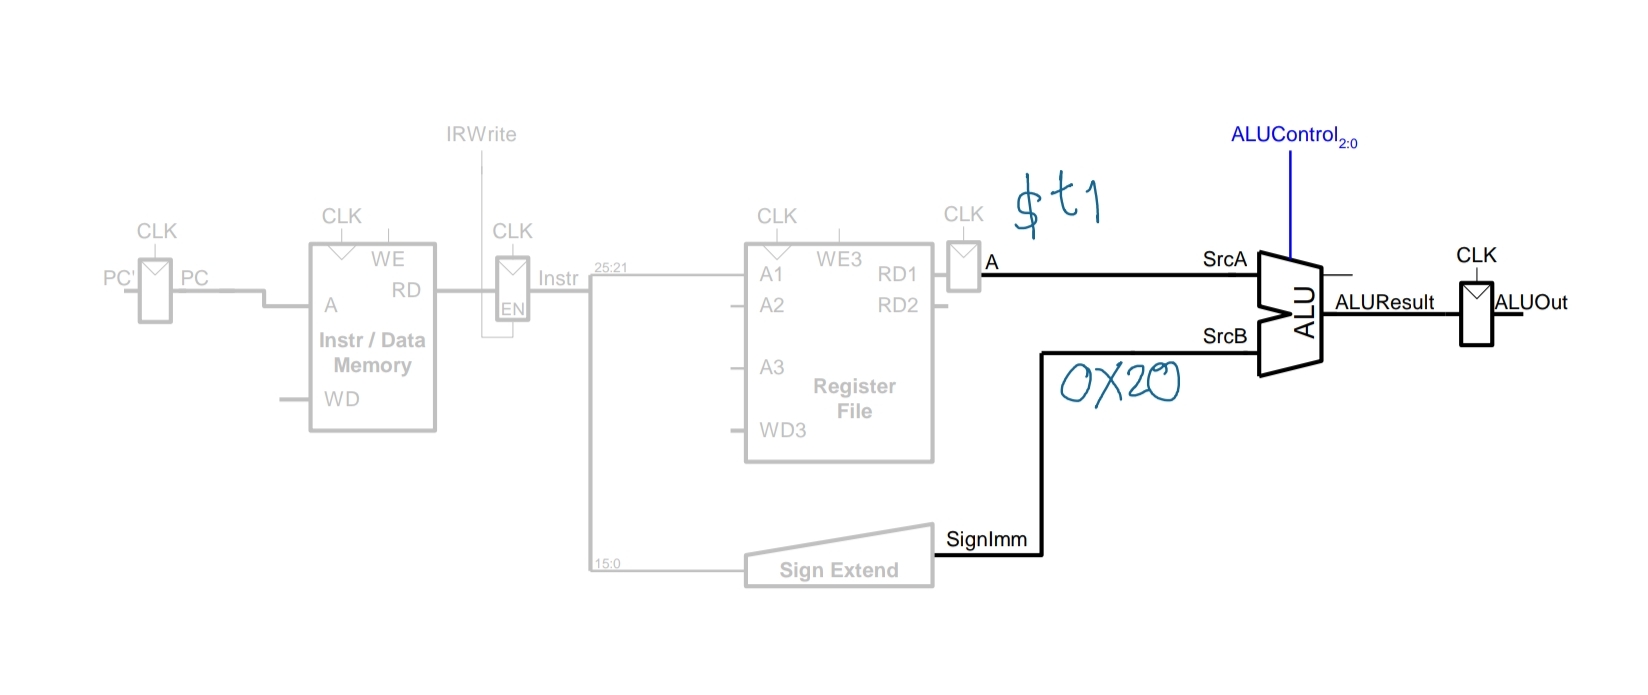 IRWrite
ALUControl2:0
$t1
CLK
CLK
CLK
CLK
CLK
CLK
PC'
PC
WE
A
RD
Instr / Data
Memory
WD
EN
Instr
25:21
A1
WE3
RD1
A2
RD2
A3
Register
File
WD3
A
SrcA
SrcB
ALU
ALUResult
ALUOut
0X20
SignImm
15:0
Sign Extend